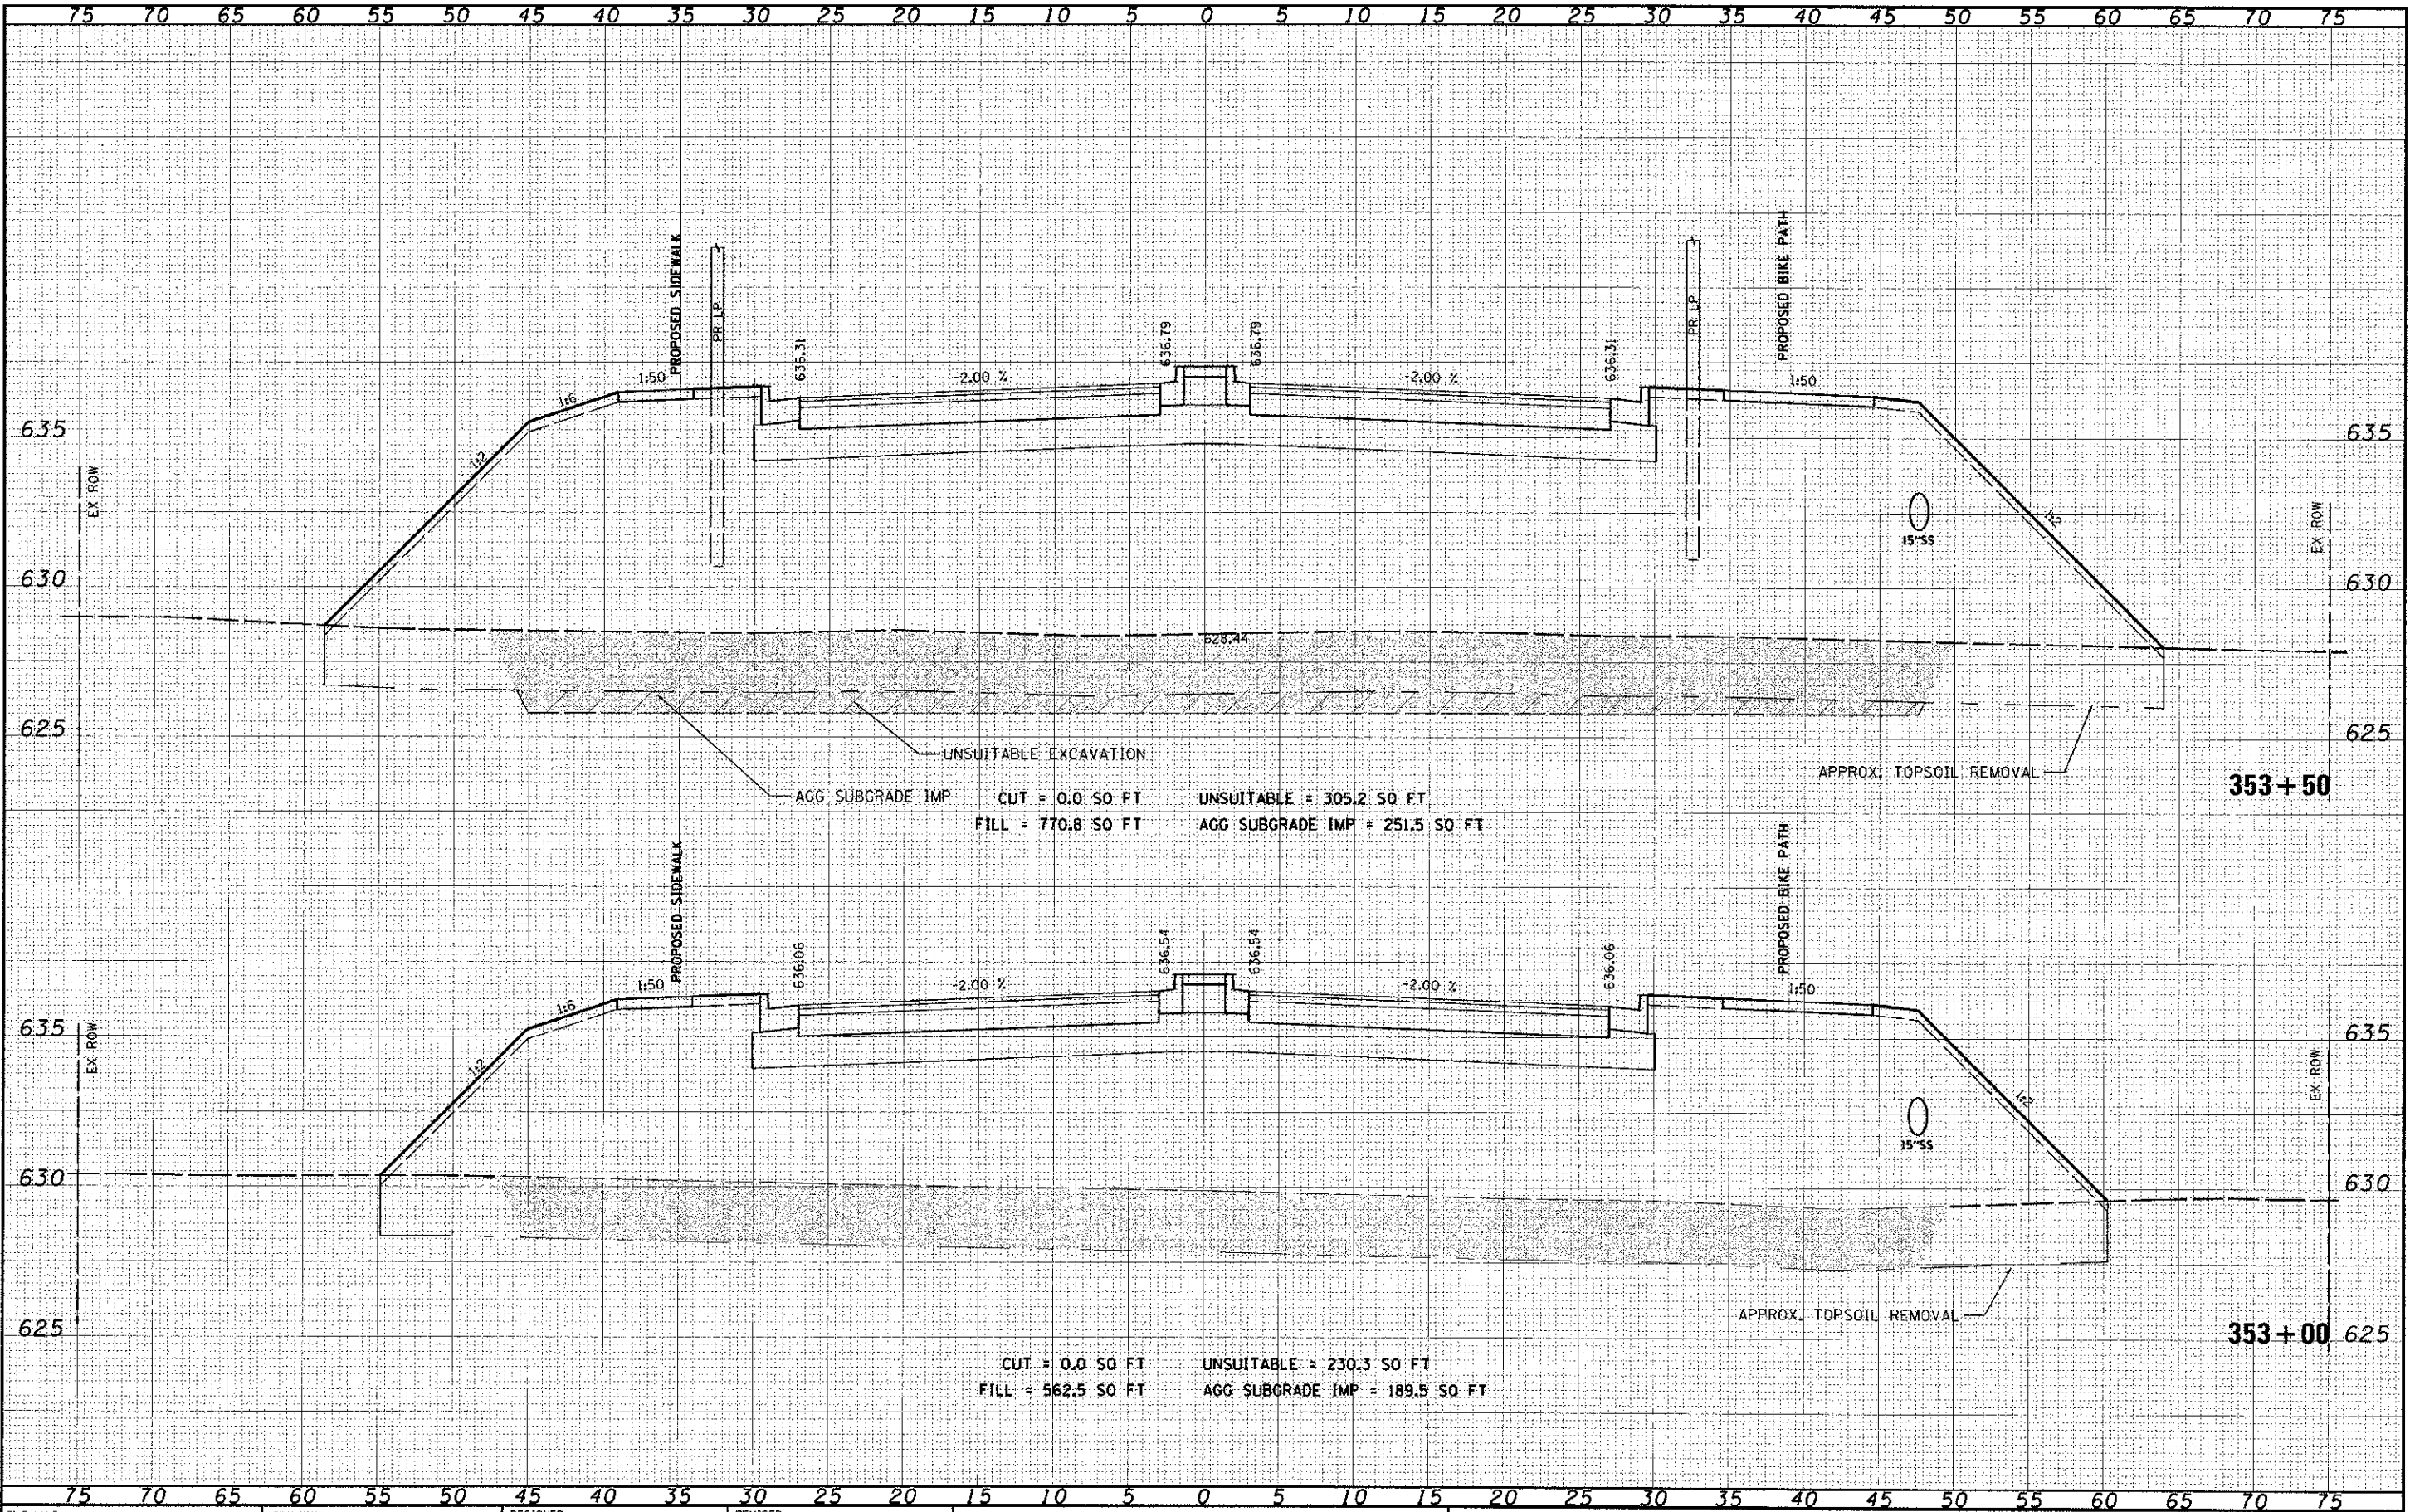 75 70 65 60 55 50 45 40 35 30 25 20 15 10 5 0 5 10 15 20 25 30 35 40 45 50 55 60 65 70 75
PROPOSED SIDEWALK
PR LP
PR LP
PROPOSED BIKE PATH
636.31
636.79
636.79
636.31
1:6
1:50
-2.00 %
-2.00 %
1:50
635
635
1:2
EX ROW
15"SS
1:2
EX ROW
630
630
628.44
625
625
UNSUITABLE EXCAVATION
APPROX. TOPSOIL REMOVAL
353+50
AGG SUBGRADE IMP
CUT = 0.0 SQ FT UNSUITABLE = 305.2 SQ FT
FILL = 770.8 SQ FT AGG SUBGRADE IMP = 251.5 SQ FT
PROPOSED SIDEWALK
PROPOSED BIKE PATH
636.06
636.54
636.54
636.06
1:6
1:50
-2.00 %
-2.00 %
1:50
635
635
EX ROW
1:2
15"SS
1:2
EX ROW
630
630
APPROX. TOPSOIL REMOVAL
625
353+00
625
CUT = 0.0 SQ FT UNSUITABLE = 230.3 SQ FT
FILL = 562.5 SQ FT AGG SUBGRADE IMP = 189.5 SQ FT
75 70 65 60 55 50 45 40 35 30 25 20 15 10 5 0 5 10 15 20 25 30 35 40 45 50 55 60 65 70 75